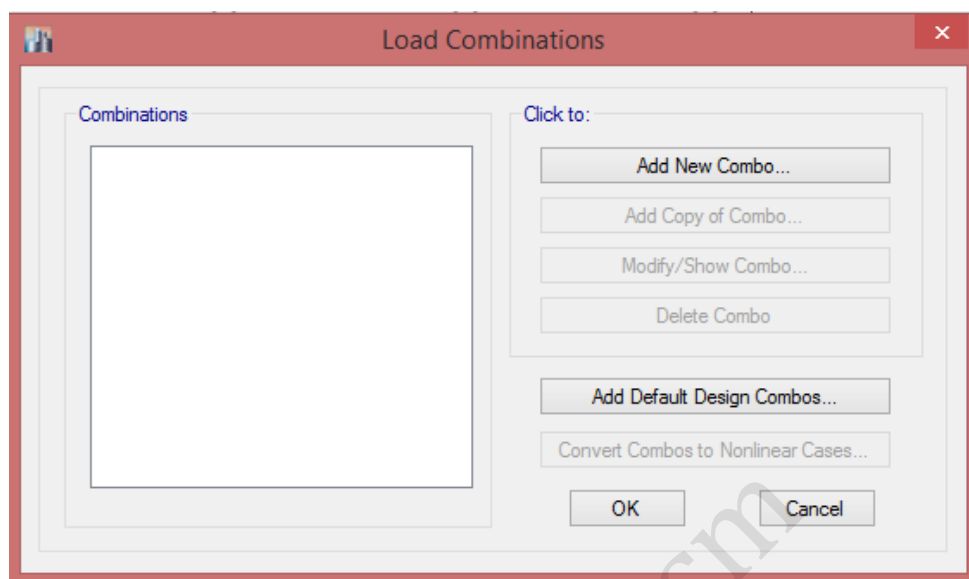 Load Combinations
Combinations
Click to:
Add New Combo...
Add Copy of Combo...
Modify/Show Combo...
Delete Combo
Add Default Design Combos...
Convert Combos to Nonlinear Cases...
OK
Cancel